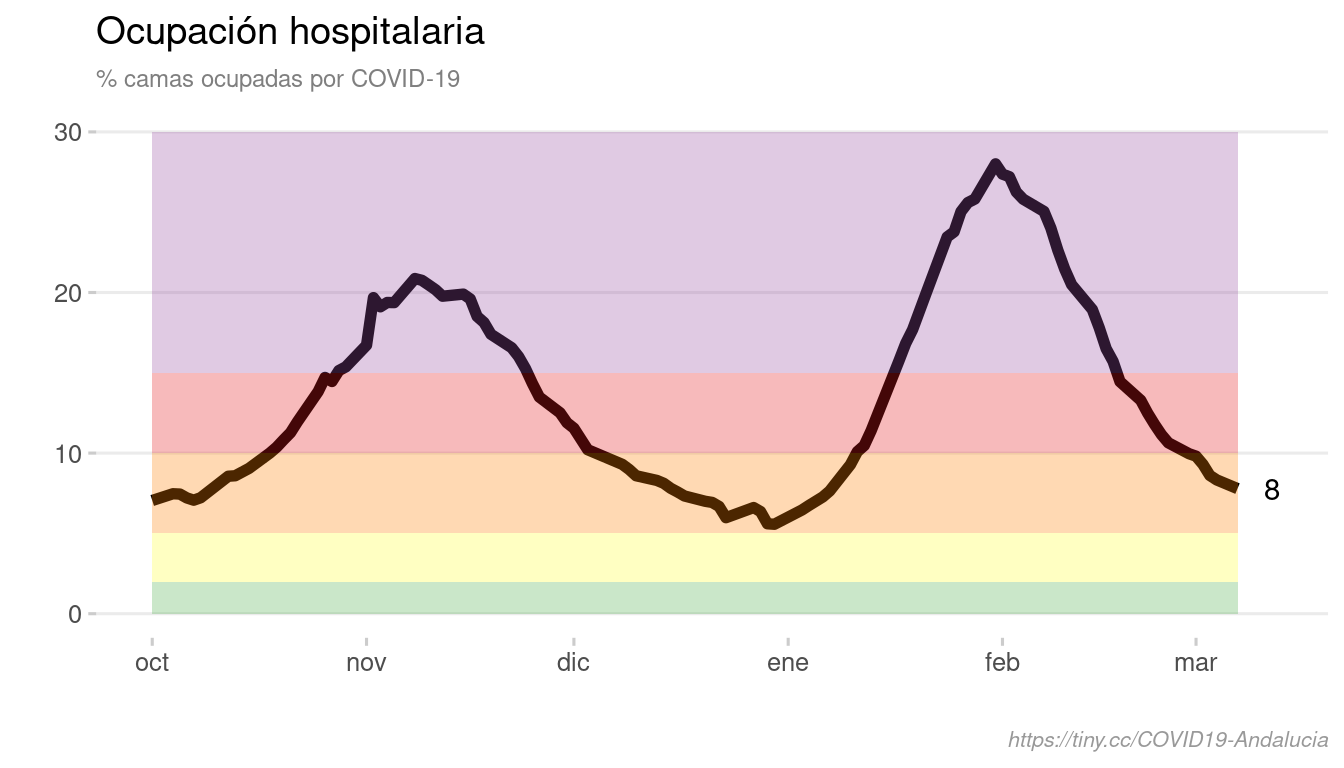 Ocupación hospitalaria
% camas ocupadas por COVID-19
30
20
10
0
8
oct nov dic ene feb mar
https://tiny.cc/COVID19-Andalucia